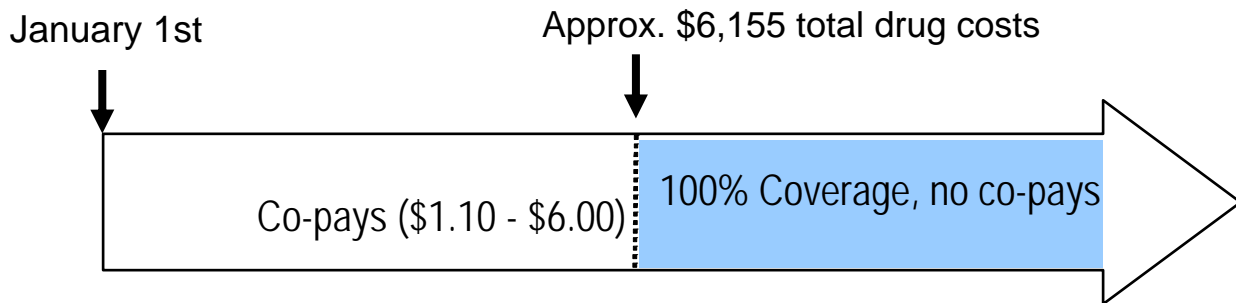 January 1st
Approx. $6,155 total drug costs
Co-pays ($1.10 - $6.00)
100% Coverage, no co-pays